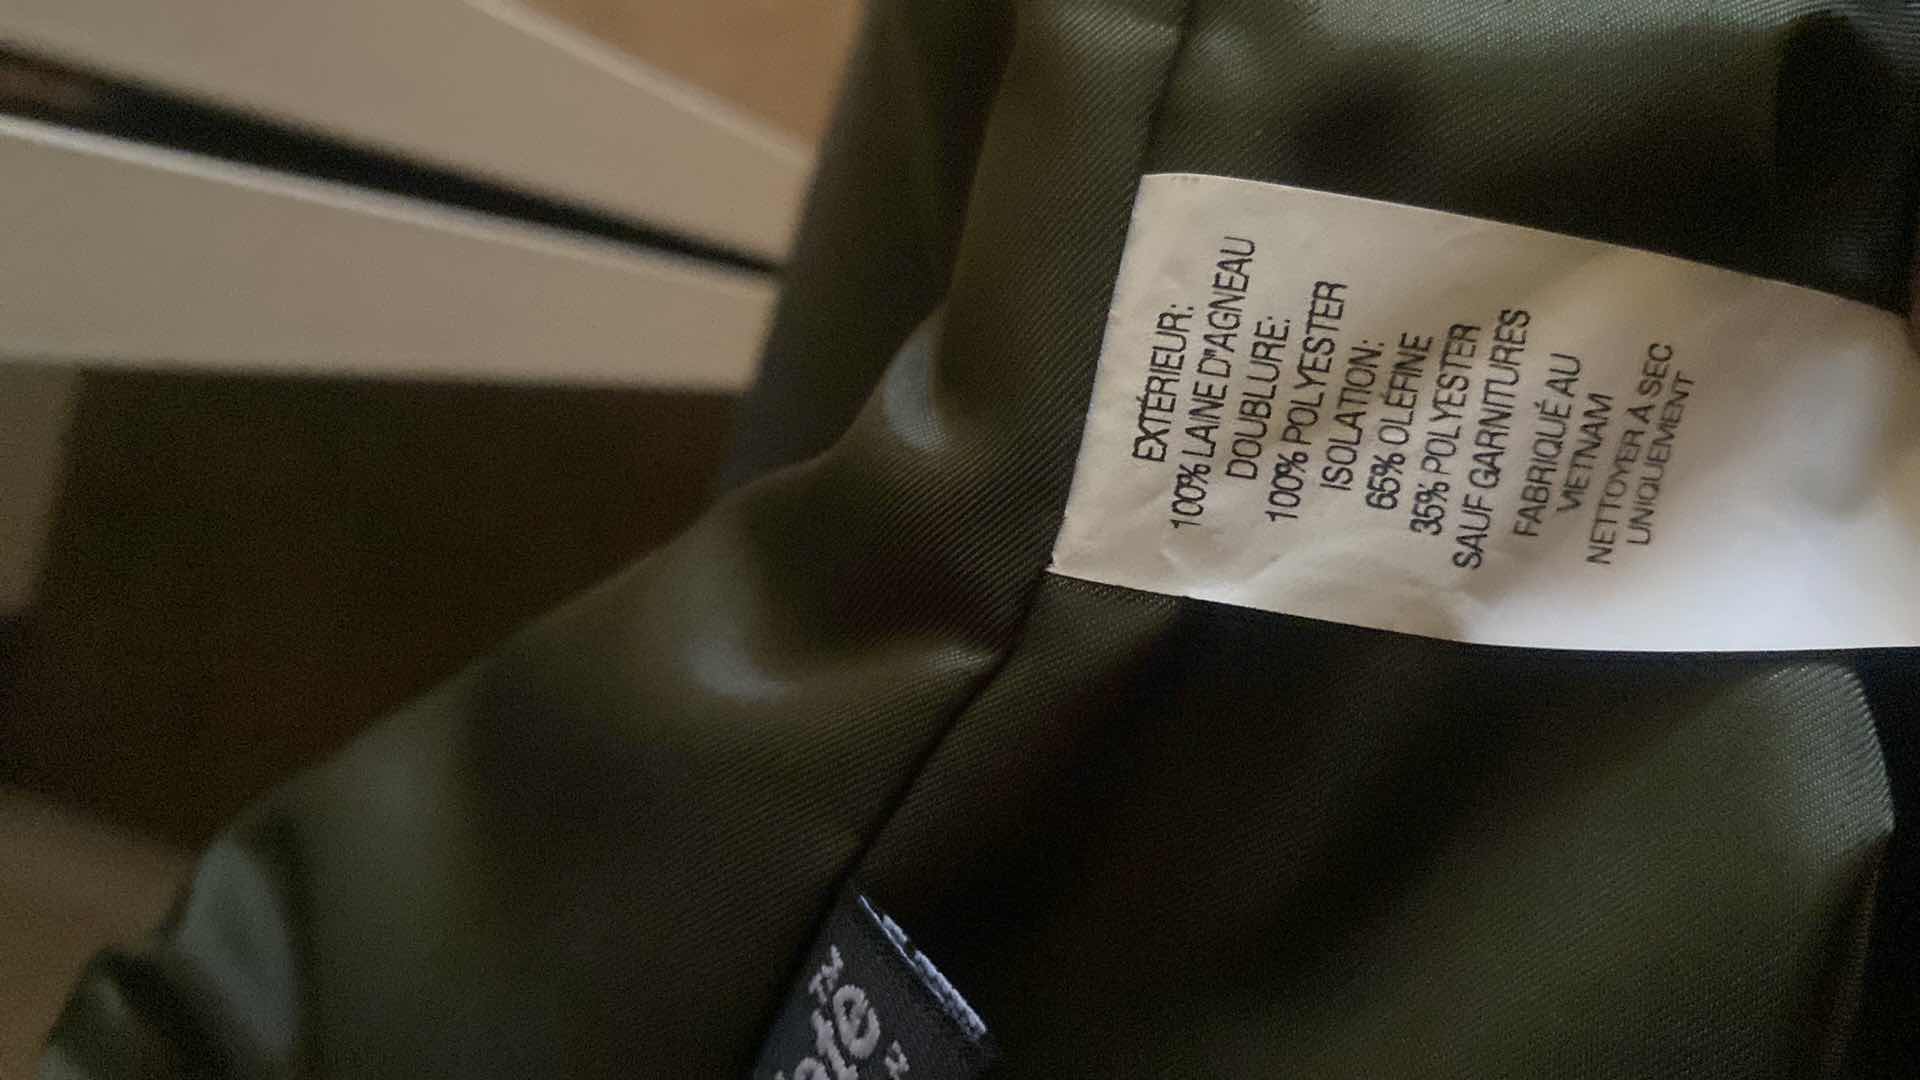 EXTÉRIEUR:
100% LAINE D'AGNEAU
DOUBLURE:
100% POLYESTER
ISOLATION:
65% OLÉFINE
35% POLYESTER
SAUF GARNITURES
FABRIQUÉ AU
VIETNAM
NETTOYER À SEC
UNIQUEMENT